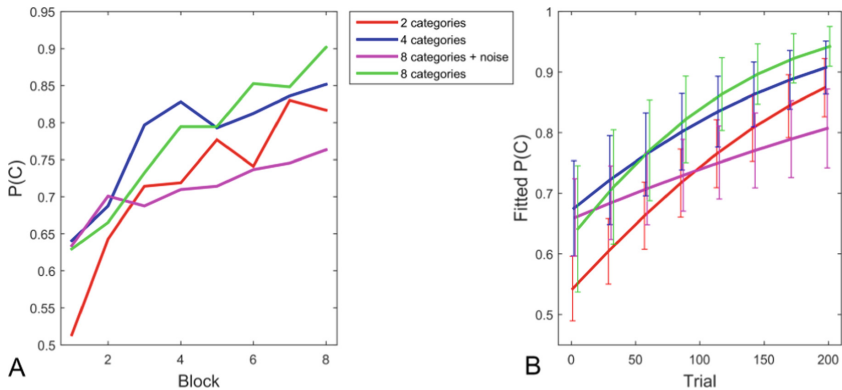 0.95
0.9
0.85
0.8
0.75
0.7
0.65
0.6
0.55
0.5
P(C)
2 4 6 8
Block
A
2 categories
4 categories
8 categories + noise
8 categories
1
0.9
0.8
0.7
0.6
0.5
Fitted P(C)
0 50 100 150 200
Trial
B